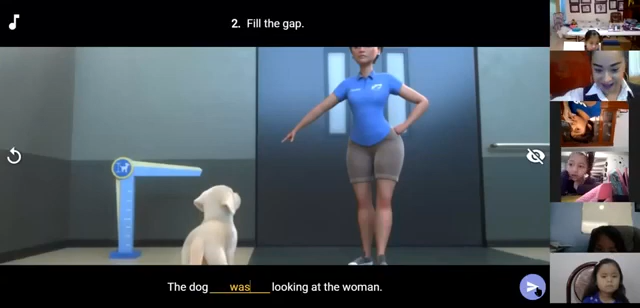 2. Fill the gap.
The dog was looking at the woman.